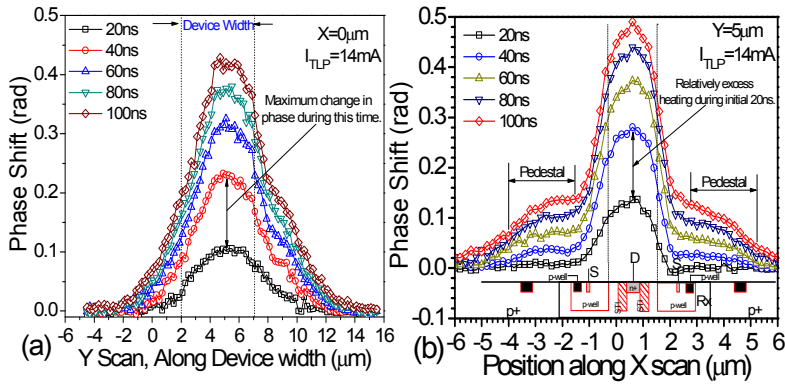 Device Width
X=0μm
I_TLP=14mA
20ns
40ns
60ns
80ns
100ns
Maximum change in
phase during this time.
Phase Shift (rad)
0.0
0.1
0.2
0.3
0.4
0.5
-4 -2 0 2 4 6 8 10 12 14 16
Y Scan, Along Device width (μm)
(a)
Y=5μm
I_TLP=14mA
20ns
40ns
60ns
80ns
100ns
Relatively excess
heating during initial 20ns.
Pedestal
Pedestal
Phase Shift (rad)
0.5
0.4
0.3
0.2
0.1
0.0
-0.1
p-well
S
D
p-well
n+
p-well
STI
STI
p-well
Rx
p+
p+
-6 -5 -4 -3 -2 -1 0 1 2 3 4 5 6
Position along X scan (μm)
(b)